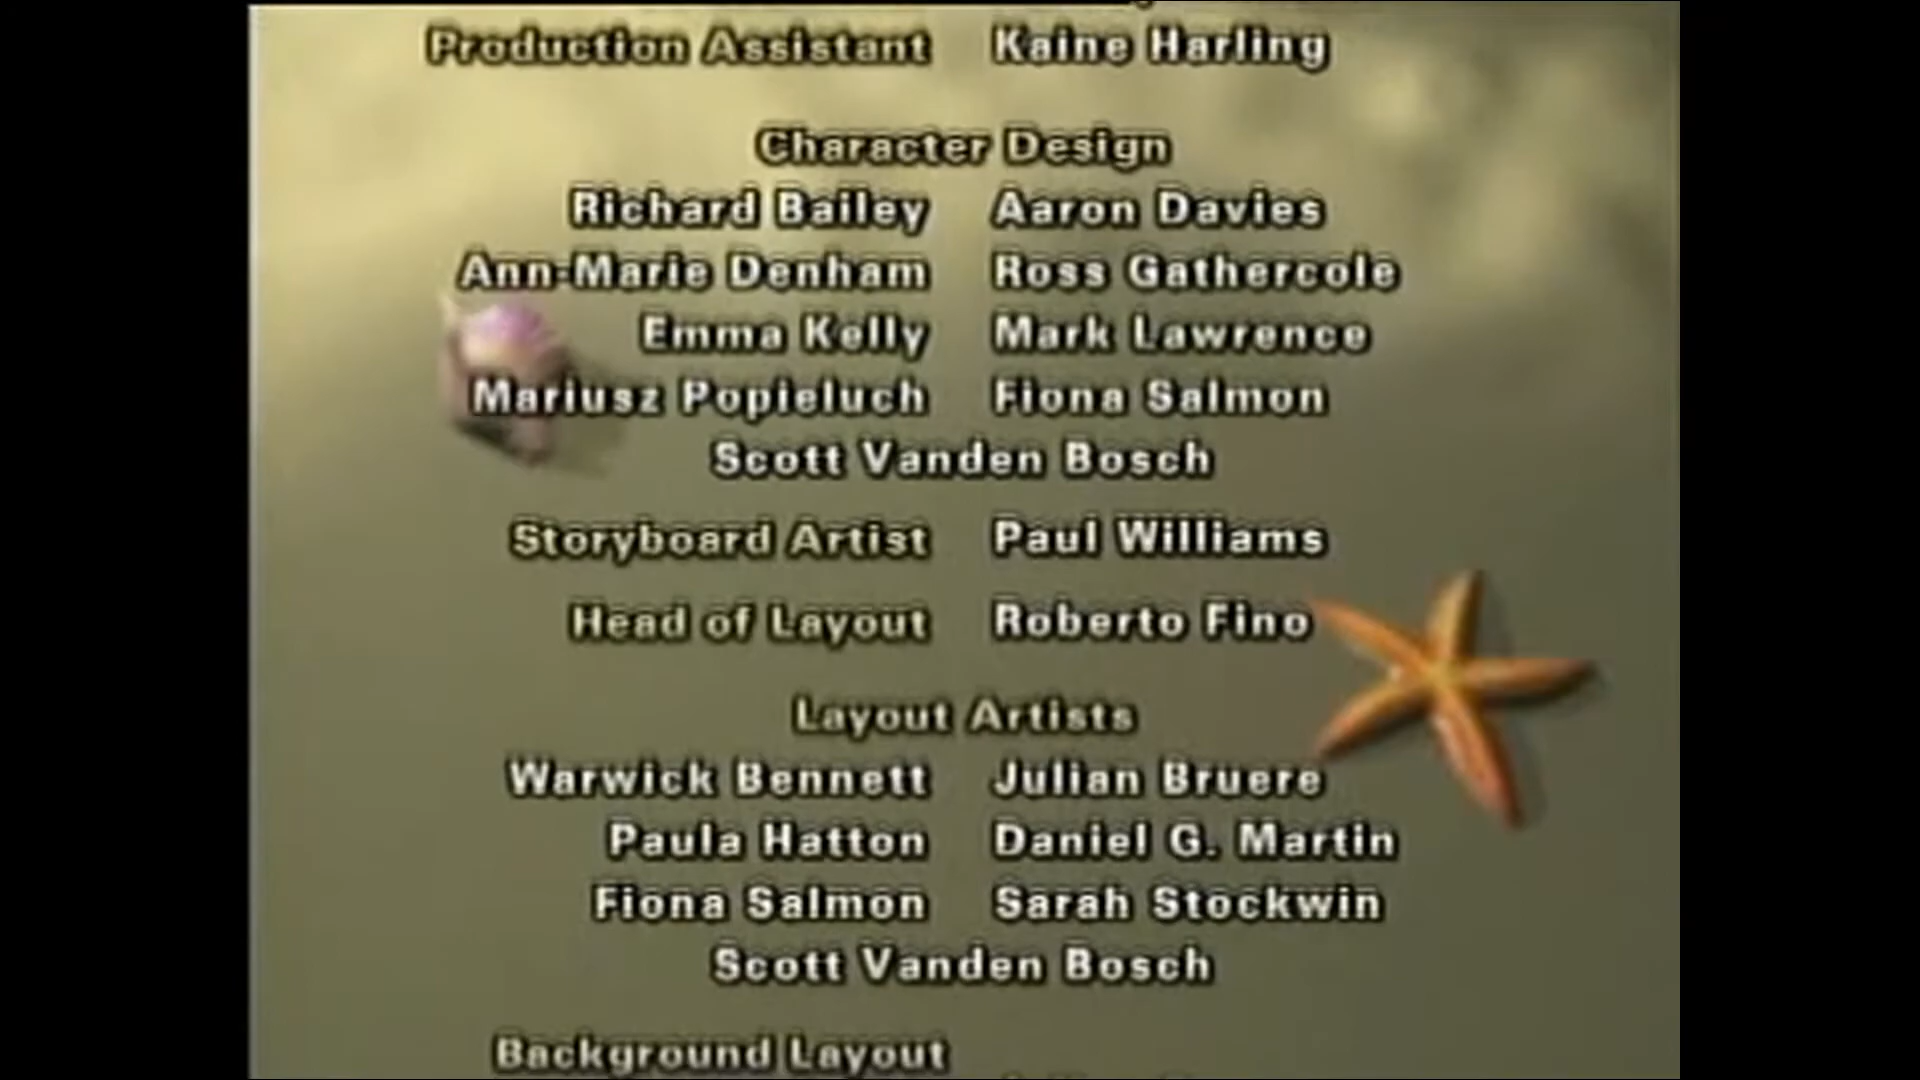 Production Assistant Kaine Harling
Character Design
Richard Bailey Aaron Davies
Ann-Marie Denham Ross Gathercole
Emma Kelly Mark Lawrence
Mariusz Popieluch Fiona Salmon
Scott Vanden Bosch
Storyboard Artist Paul Williams
Head of Layout Roberto Fino
Layout Artists
Warwick Bennett Julian Bruere
Paula Hatton Daniel G. Martin
Fiona Salmon Sarah Stockwin
Scott Vanden Bosch
Background Layout